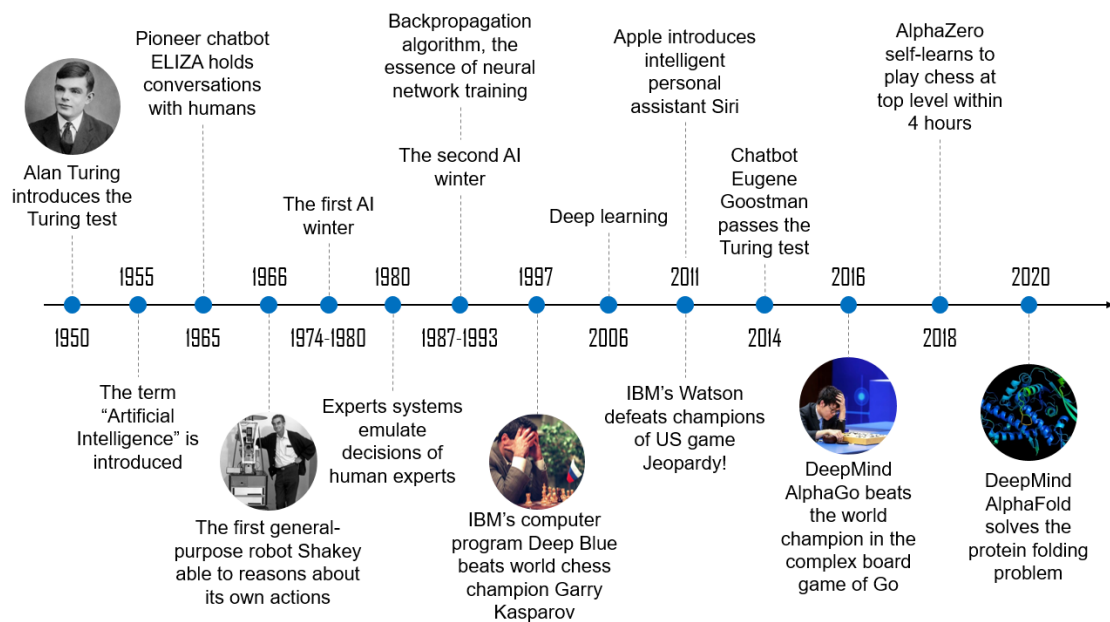 Alan Turing
introduces the
Turing test
Pioneer chatbot
ELIZA holds
conversations
with humans
The first AI
winter
Backpropagation
algorithm, the
essence of neural
network training
The second AI
winter
Deep learning
Apple introduces
intelligent
personal
assistant Siri
Chatbot
Eugene
Goostman
passes the
Turing test
AlphaZero
self-learns to
play chess at
top level within
4 hours
1955
1966
1980
1997
2011
2016
2020
1950
1965
1974-1980
1987-1993
2006
2014
2018
The term
“Artificial
Intelligence” is
introduced
The first general-
purpose robot Shakey
able to reasons about
its own actions
Experts systems
emulate
decisions of
human experts
IBM’s computer
program Deep Blue
beats world chess
champion Garry
Kasparov
IBM’s Watson
defeats champions
of US game
Jeopardy!
DeepMind
AlphaGo beats
the world
champion in the
complex board
game of Go
DeepMind
AlphaFold
solves the
protein folding
problem